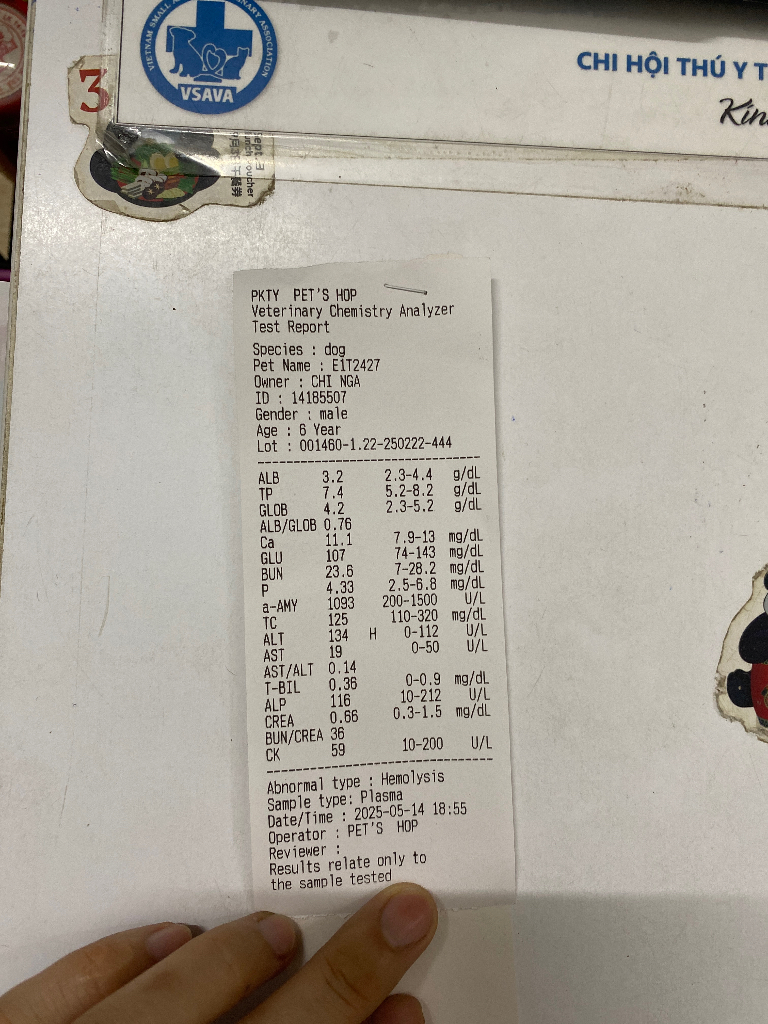 VIETNAM SMALL A
RY ASSOCIATION
VSAVA
CHI HỘI THÚ Y T
Kín
3
Sept.3
PKTY PET'S HOP
Veterinary Chemistry Analyzer
Test Report
Species : dog
Pet Name : E1T2427
Owner : CHI NGA
ID : 14185507
Gender : male
Age : 6 Year
Lot : 001460-1.22-250222-444
ALB 3.2 2.3-4.4 g/dL
TP 7.4 5.2-8.2 g/dL
GLOB 4.2 2.3-5.2 g/dL
ALB/GLOB 0.76
Ca 11.1 7.9-13 mg/dL
GLU 107 74-143 mg/dL
BUN 23.6 7-28.2 mg/dL
P 4.33 2.5-6.8 mg/dL
a-AMY 1093 200-1500 U/L
TC 125 110-320 mg/dL
ALT 134 H 0-112 U/L
AST 19 0-50 U/L
AST/ALT 0.14
T-BIL 0.36 0-0.9 mg/dL
ALP 116 10-212 U/L
CREA 0.66 0.3-1.5 mg/dL
BUN/CREA 36
CK 59 10-200 U/L
Abnormal type : Hemolysis
Sample type: Plasma
Date/Time : 2025-05-14 18:55
Operator : PET'S HOP
Reviewer :
Results relate only to
the sample tested